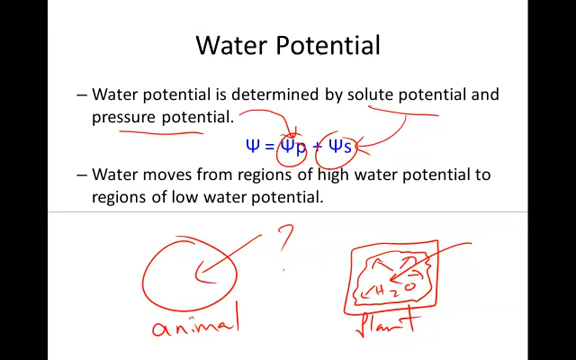 Water Potential
– Water potential is determined by solute potential and
pressure potential.
Ψ = Ψp + Ψs
– Water moves from regions of high water potential to
regions of low water potential.
?
H2O
animal
plant